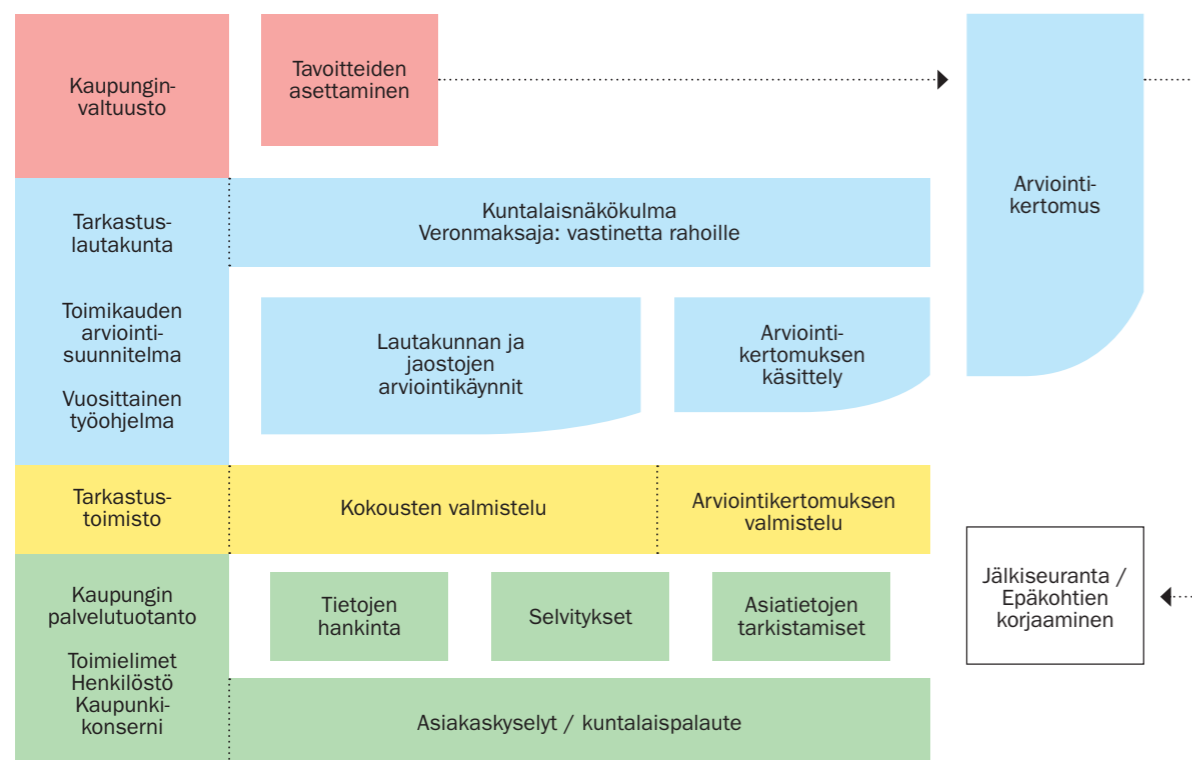 Kaupungin-
valtuusto
Tavoitteiden
asettaminen
Arviointi-
kertomus
Tarkastus-
lautakunta
Kuntalaisnäkökulma
Veronmaksaja: vastinetta rahoille
Toimikauden
arviointi-
suunnitelma
Vuosittainen
työohjelma
Lautakunnan ja
jaostojen
arviointikäynnit
Arviointi-
kertomuksen
käsittely
Tarkastus-
toimisto
Kokousten valmistelu
Arviointikertomuksen
valmistelu
Kaupungin
palvelutuotanto
Toimielimet
Henkilöstö
Kaupunki-
konserni
Tietojen
hankinta
Selvitykset
Asiatietojen
tarkistamiset
Jälkiseuranta /
Epäkohtien
korjaaminen
Asiakaskyselyt / kuntalaispalaute